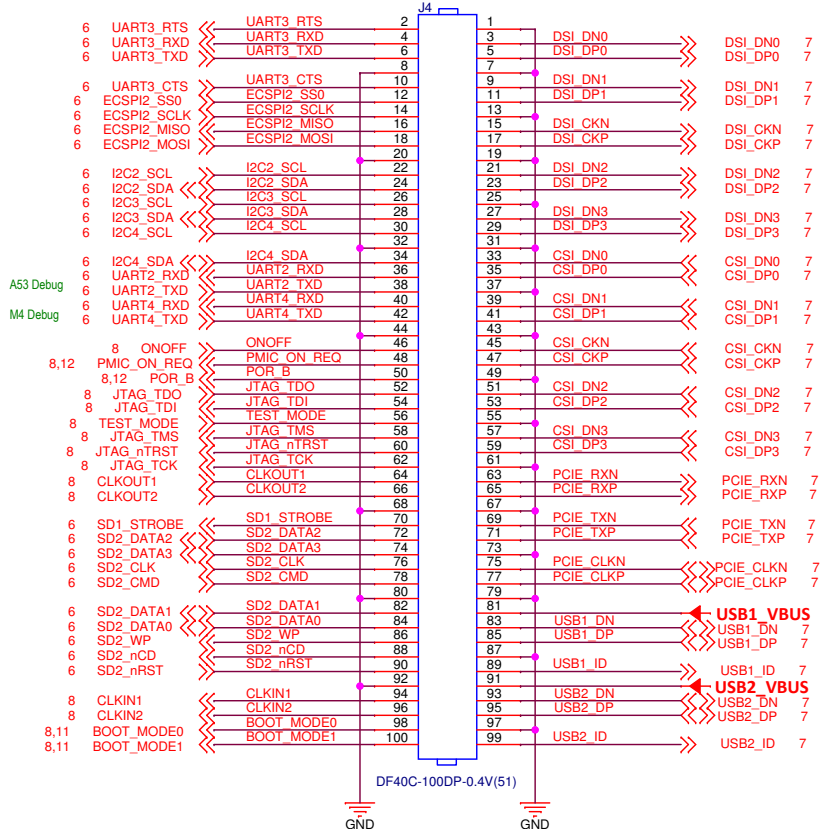 J4
6 UART3_RTS UART3_RTS 2 1
6 UART3_RXD UART3_RXD 4 3 DSI_DN0 DSI_DN0 7
6 UART3_TXD UART3_TXD 6 5 DSI_DP0 DSI_DP0 7
8 7
6 UART3_CTS UART3_CTS 10 9 DSI_DN1 DSI_DN1 7
6 ECSPI2_SS0 ECSPI2_SS0 12 11 DSI_DP1 DSI_DP1 7
6 ECSPI2_SCLK ECSPI2_SCLK 14 13
6 ECSPI2_MISO ECSPI2_MISO 16 15 DSI_CKN DSI_CKN 7
6 ECSPI2_MOSI ECSPI2_MOSI 18 17 DSI_CKP DSI_CKP 7
20 19
6 I2C2_SCL I2C2_SCL 22 21 DSI_DN2 DSI_DN2 7
6 I2C2_SDA I2C2_SDA 24 23 DSI_DP2 DSI_DP2 7
6 I2C3_SCL I2C3_SCL 26 25
6 I2C3_SDA I2C3_SDA 28 27 DSI_DN3 DSI_DN3 7
6 I2C4_SCL I2C4_SCL 30 29 DSI_DP3 DSI_DP3 7
32 31
6 I2C4_SDA I2C4_SDA 34 33 CSI_DN0 CSI_DN0 7
6 UART2_RXD UART2_RXD 36 35 CSI_DP0 CSI_DP0 7
A53 Debug
6 UART2_TXD UART2_TXD 38 37
6 UART4_RXD UART4_RXD 40 39 CSI_DN1 CSI_DN1 7
M4 Debug
6 UART4_TXD UART4_TXD 42 41 CSI_DP1 CSI_DP1 7
44 43
8 ONOFF ONOFF 46 45 CSI_CKN CSI_CKN 7
8,12 PMIC_ON_REQ PMIC_ON_REQ 48 47 CSI_CKP CSI_CKP 7
8,12 POR_B POR_B 50 49
8 JTAG_TDO JTAG_TDO 52 51 CSI_DN2 CSI_DN2 7
8 JTAG_TDI JTAG_TDI 54 53 CSI_DP2 CSI_DP2 7
8 TEST_MODE TEST_MODE 56 55
8 JTAG_TMS JTAG_TMS 58 57 CSI_DN3 CSI_DN3 7
8 JTAG_nTRST JTAG_nTRST 60 59 CSI_DP3 CSI_DP3 7
8 JTAG_TCK JTAG_TCK 62 61
8 CLKOUT1 CLKOUT1 64 63 PCIE_RXN PCIE_RXN 7
8 CLKOUT2 CLKOUT2 66 65 PCIE_RXP PCIE_RXP 7
68 67
6 SD1_STROBE SD1_STROBE 70 69 PCIE_TXN PCIE_TXN 7
6 SD2_DATA2 SD2_DATA2 72 71 PCIE_TXP PCIE_TXP 7
6 SD2_DATA3 SD2_DATA3 74 73
6 SD2_CLK SD2_CLK 76 75 PCIE_CLKN PCIE_CLKN 7
6 SD2_CMD SD2_CMD 78 77 PCIE_CLKP PCIE_CLKP 7
80 79
6 SD2_DATA1 SD2_DATA1 82 81 USB1_VBUS
6 SD2_DATA0 SD2_DATA0 84 83 USB1_DN USB1_DN 7
6 SD2_WP SD2_WP 86 85 USB1_DP USB1_DP 7
6 SD2_nCD SD2_nCD 88 87
6 SD2_nRST SD2_nRST 90 89 USB1_ID USB1_ID 7
92 91 USB2_VBUS
8 CLKIN1 CLKIN1 94 93 USB2_DN USB2_DN 7
8 CLKIN2 CLKIN2 96 95 USB2_DP USB2_DP 7
8,11 BOOT_MODE0 BOOT_MODE0 98 97
8,11 BOOT_MODE1 BOOT_MODE1 100 99 USB2_ID USB2_ID 7
DF40C-100DP-0.4V(51)
GND GND